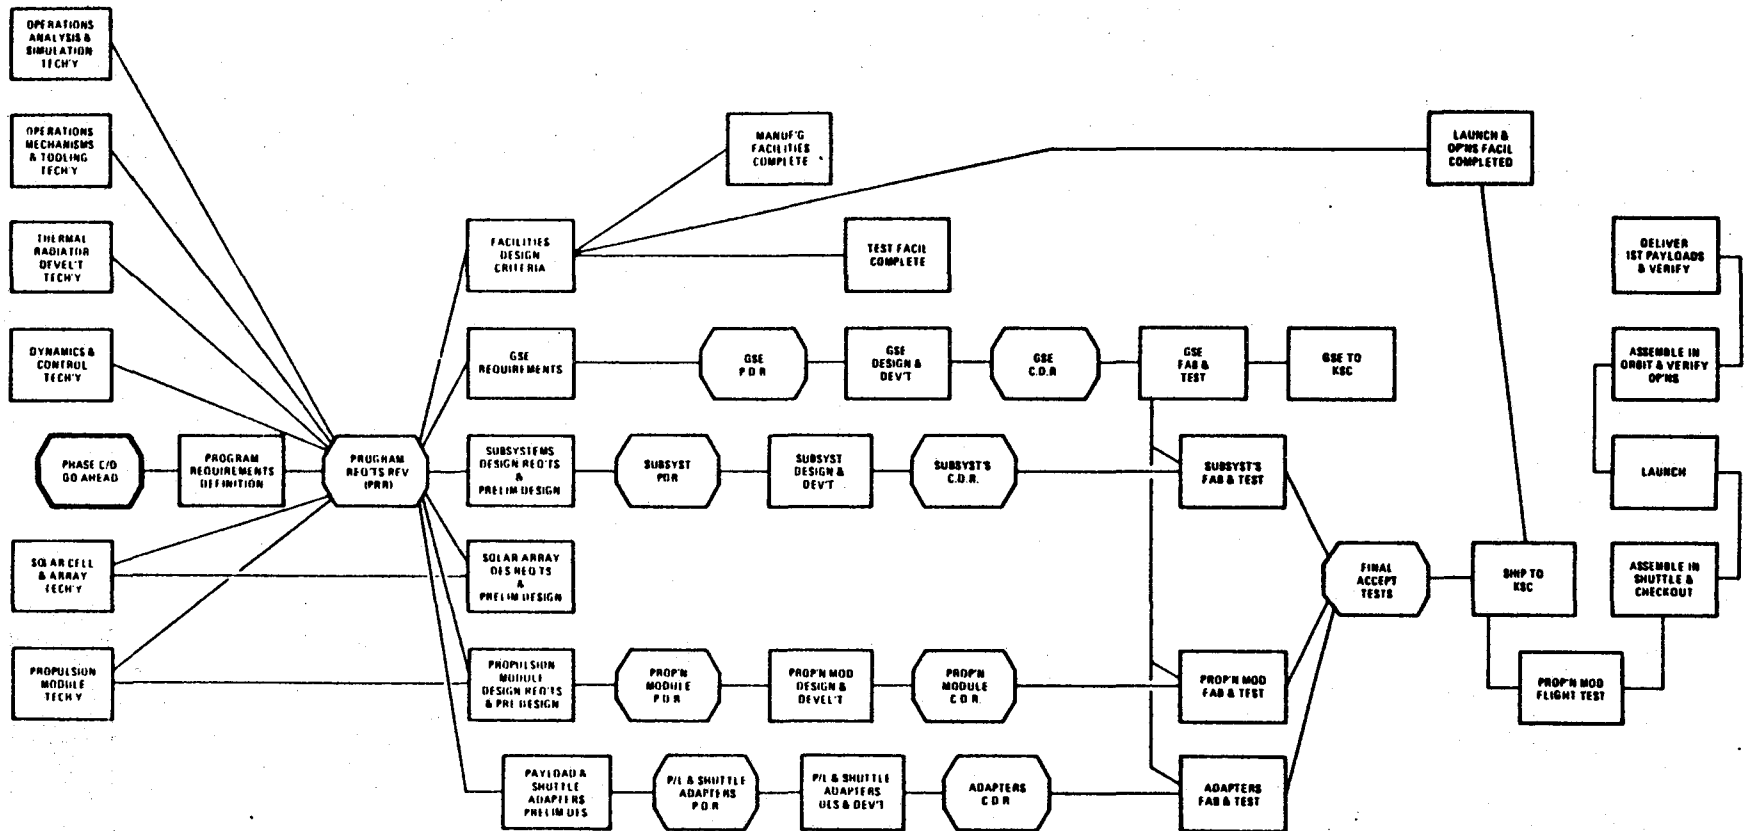 OPERATIONS
ANALYSIS &
SIMULATION
TECH'Y
OPERATIONS
MECHANISMS
& TOOLING
TECH'Y
THERMAL
RADIATOR
DEVEL'T
TECH'Y
DYNAMICS &
CONTROL
TECH'Y
PHASE C/D
GO AHEAD
PROGRAM
REQUIREMENTS
DEFINITION
PROGRAM
REQ'TS REV
(PRR)
SOLAR CELL
& ARRAY
TECH'Y
PROPULSION
MODULE
TECH'Y
MANUF'G
FACILITIES
COMPLETE
LAUNCH &
OP'NS FACIL
COMPLETED
FACILITIES
DESIGN
CRITERIA
TEST FACIL
COMPLETE
GSE
REQUIREMENTS
GSE
P.D.R
GSE
DESIGN &
DEV'T
GSE
C.D.R
GSE
FAB &
TEST
GSE TO
KSC
SUBSYSTEMS
DESIGN REQ'TS
&
PRELIM DESIGN
SUBSYST
PDR
SUBSYST
DESIGN &
DEV'T
SUBSYST'S
C.D.R.
SUBSYST'S
FAB & TEST
SOLAR ARRAY
DES REQ'TS
&
PRELIM DESIGN
PROPULSION
MODULE
DESIGN REQ'TS
& PRE DESIGN
PROP'N
MODULE
P.D.R
PROP'N MOD
DESIGN &
DEVEL'T
PROP'N
MODULE
C.D.R.
PROP'N MOD
FAB & TEST
PAYLOAD &
SHUTTLE
ADAPTERS
PRELIM DES
P/L & SHUTTLE
ADAPTERS
P.D.R
P/L & SHUTTLE
ADAPTERS
DES & DEV'T
ADAPTERS
C.D.R
ADAPTERS
FAB & TEST
FINAL
ACCEPT
TESTS
SHIP TO
KSC
PROP'N MOD
FLIGHT TEST
ASSEMBLE IN
SHUTTLE &
CHECKOUT
LAUNCH
ASSEMBLE IN
ORBIT & VERIFY
OP'NS
DELIVER
1ST PAYLOADS
& VERIFY